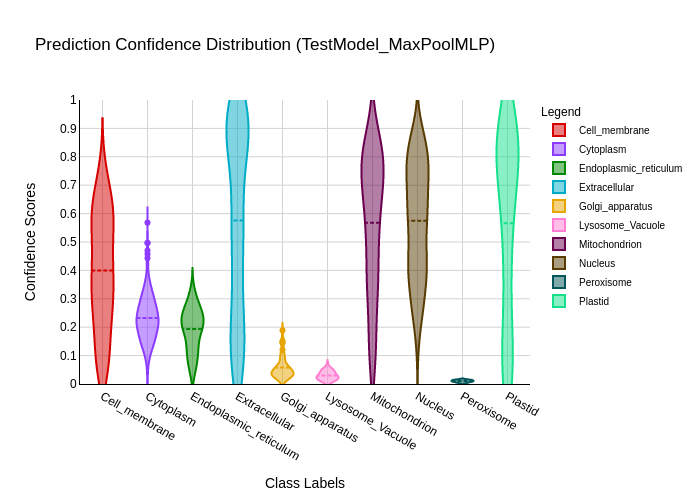 Prediction Confidence Distribution (TestModel_MaxPoolMLP)
Legend
Cell_membrane
Cytoplasm
Endoplasmic_reticulum
Extracellular
Golgi_apparatus
Lysosome_Vacuole
Mitochondrion
Nucleus
Peroxisome
Plastid
Confidence Scores
1
0.9
0.8
0.7
0.6
0.5
0.4
0.3
0.2
0.1
0
Cell_membrane
Cytoplasm
Endoplasmic_reticulum
Extracellular
Golgi_apparatus
Lysosome_Vacuole
Mitochondrion
Nucleus
Peroxisome
Plastid
Class Labels